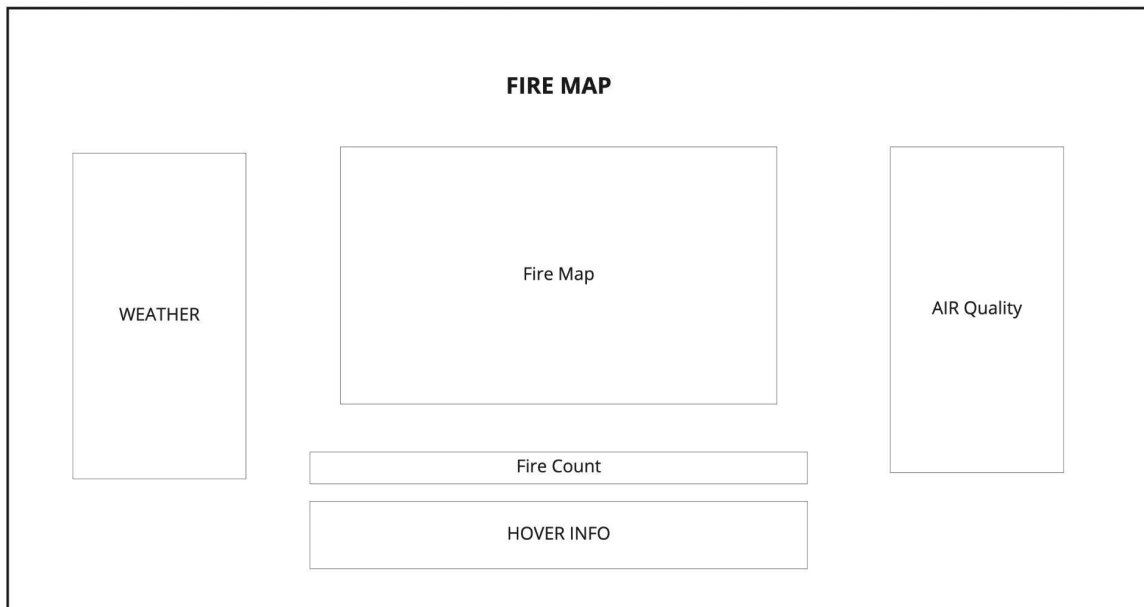 FIRE MAP
WEATHER
Fire Map
AIR Quality
Fire Count
HOVER INFO